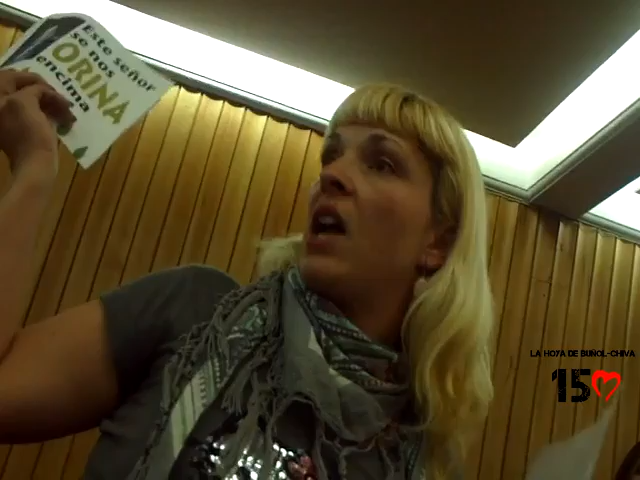 Este señor
se nos
ORINA
encima
LA HOYA DE BUÑOL-CHIVA
15